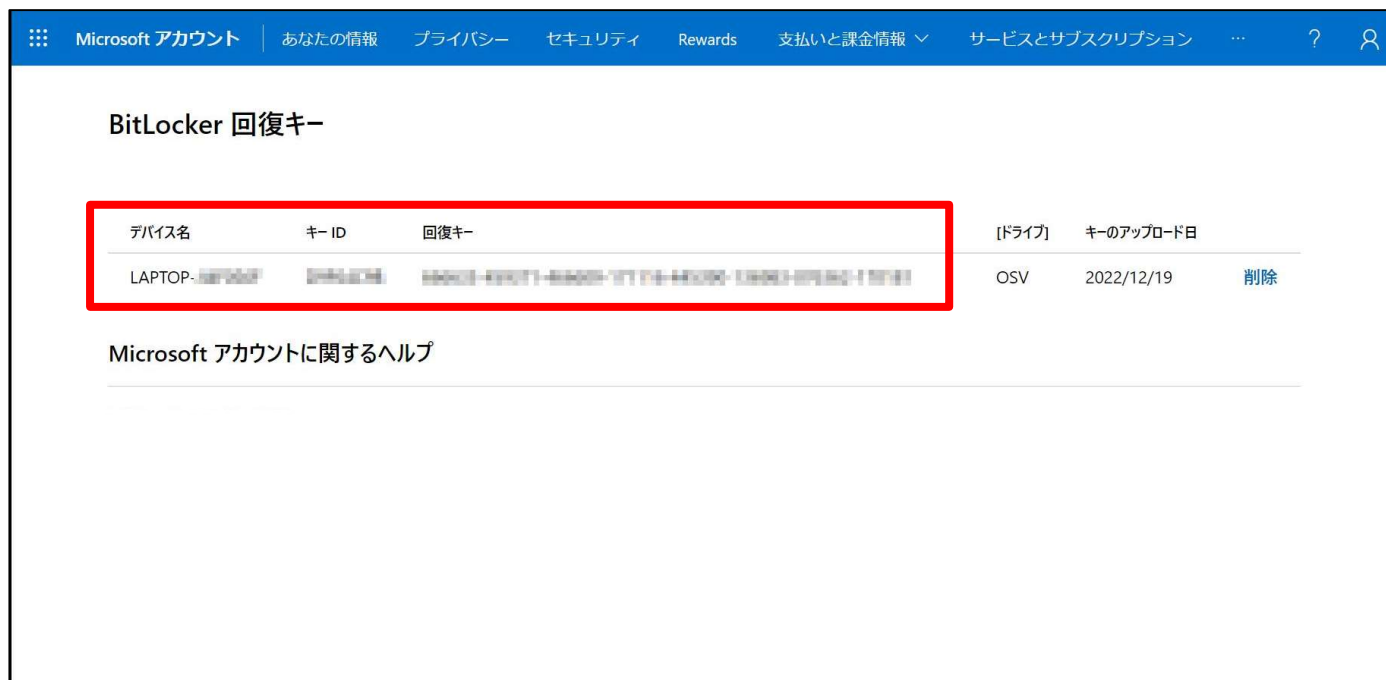 Microsoft アカウント あなたの情報 プライバシー セキュリティ Rewards 支払いと課金情報 サービスとサブスクリプション … ?
BitLocker 回復キー
デバイス名 キー ID 回復キー [ドライブ] キーのアップロード日
LAPTOP- OSV 2022/12/19 削除
Microsoft アカウントに関するヘルプ